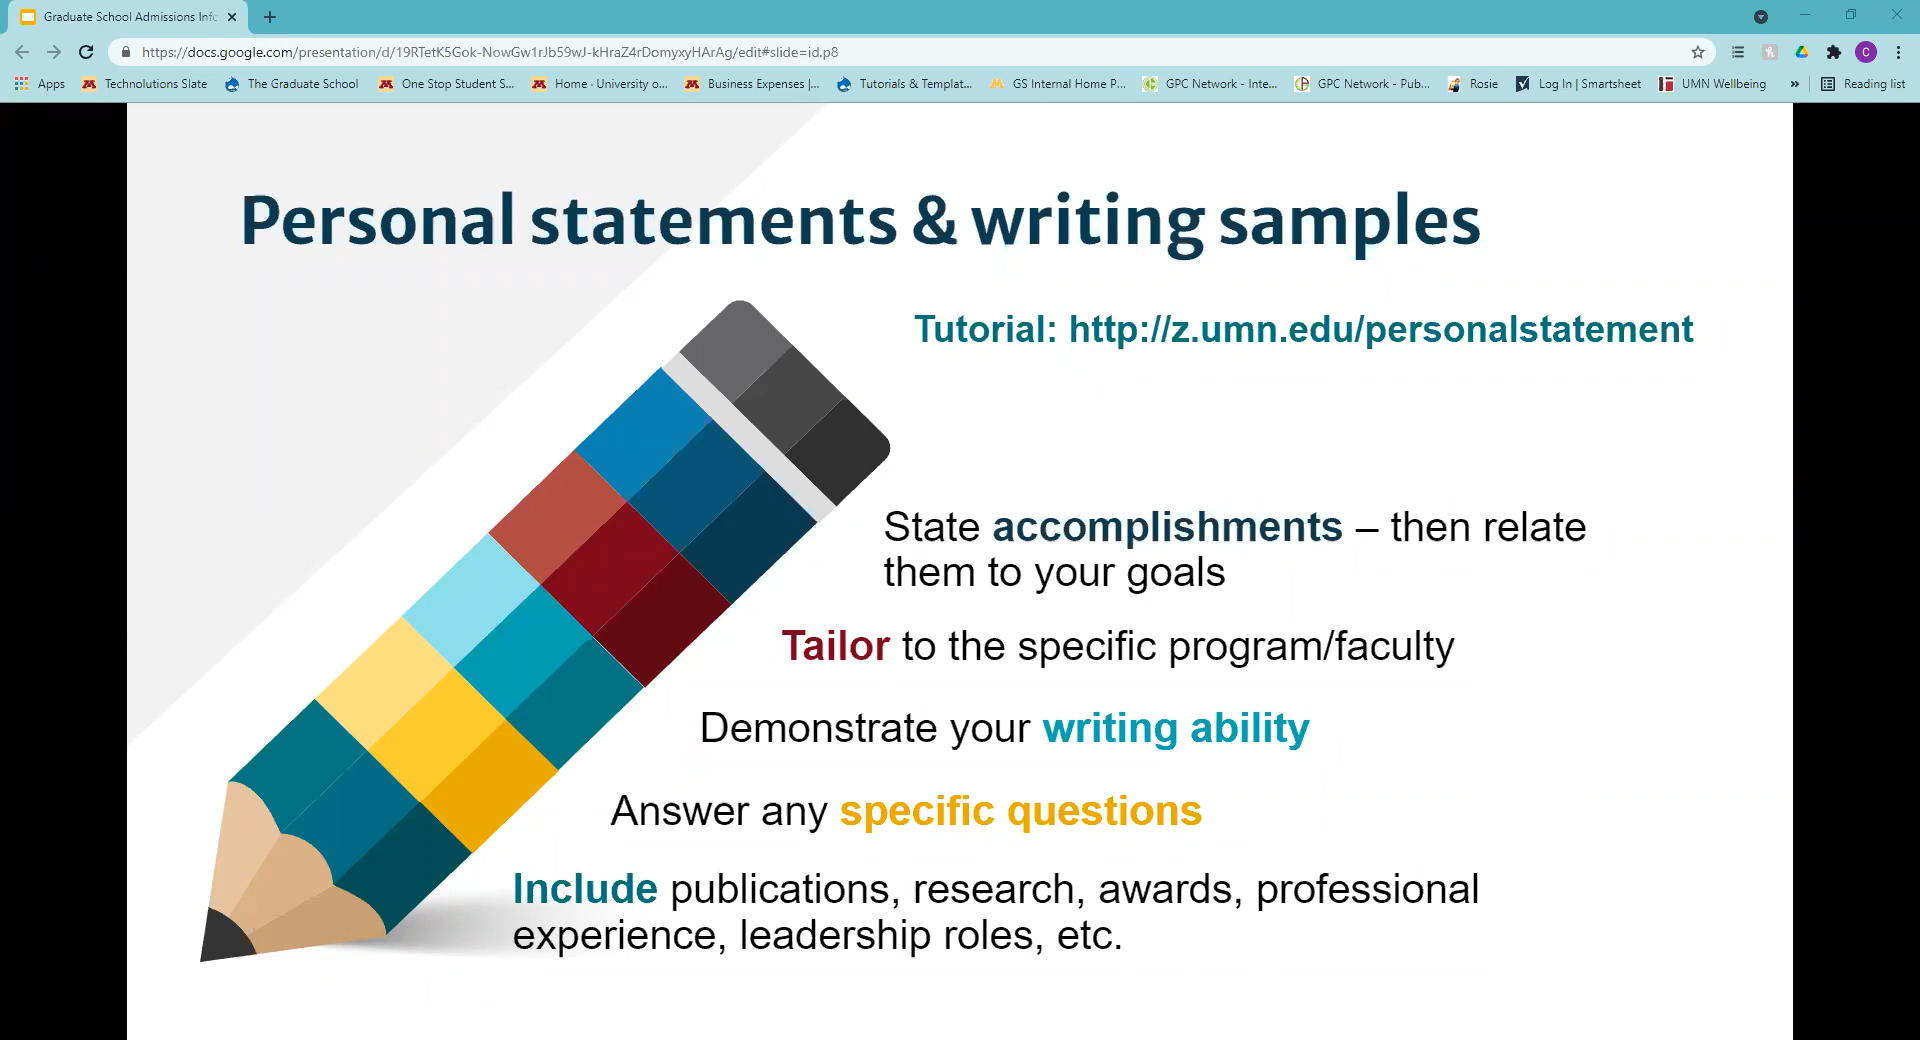 Graduate School Admissions Info
https://docs.google.com/presentation/d/19RTetK5Gok-NowGw1rJb59wJ-kHraZ4rDomyxyHArAg/edit#slide=id.p8
C
Apps Technolutions Slate The Graduate School One Stop Student S... Home - University o... Business Expenses |... Tutorials & Templat... GS Internal Home P... GPC Network - Inte... GPC Network - Pub... Rosie Log In | Smartsheet UMN Wellbeing » Reading list
Personal statements & writing samples
Tutorial: http://z.umn.edu/personalstatement
State accomplishments – then relate
them to your goals
Tailor to the specific program/faculty
Demonstrate your writing ability
Answer any specific questions
Include publications, research, awards, professional
experience, leadership roles, etc.